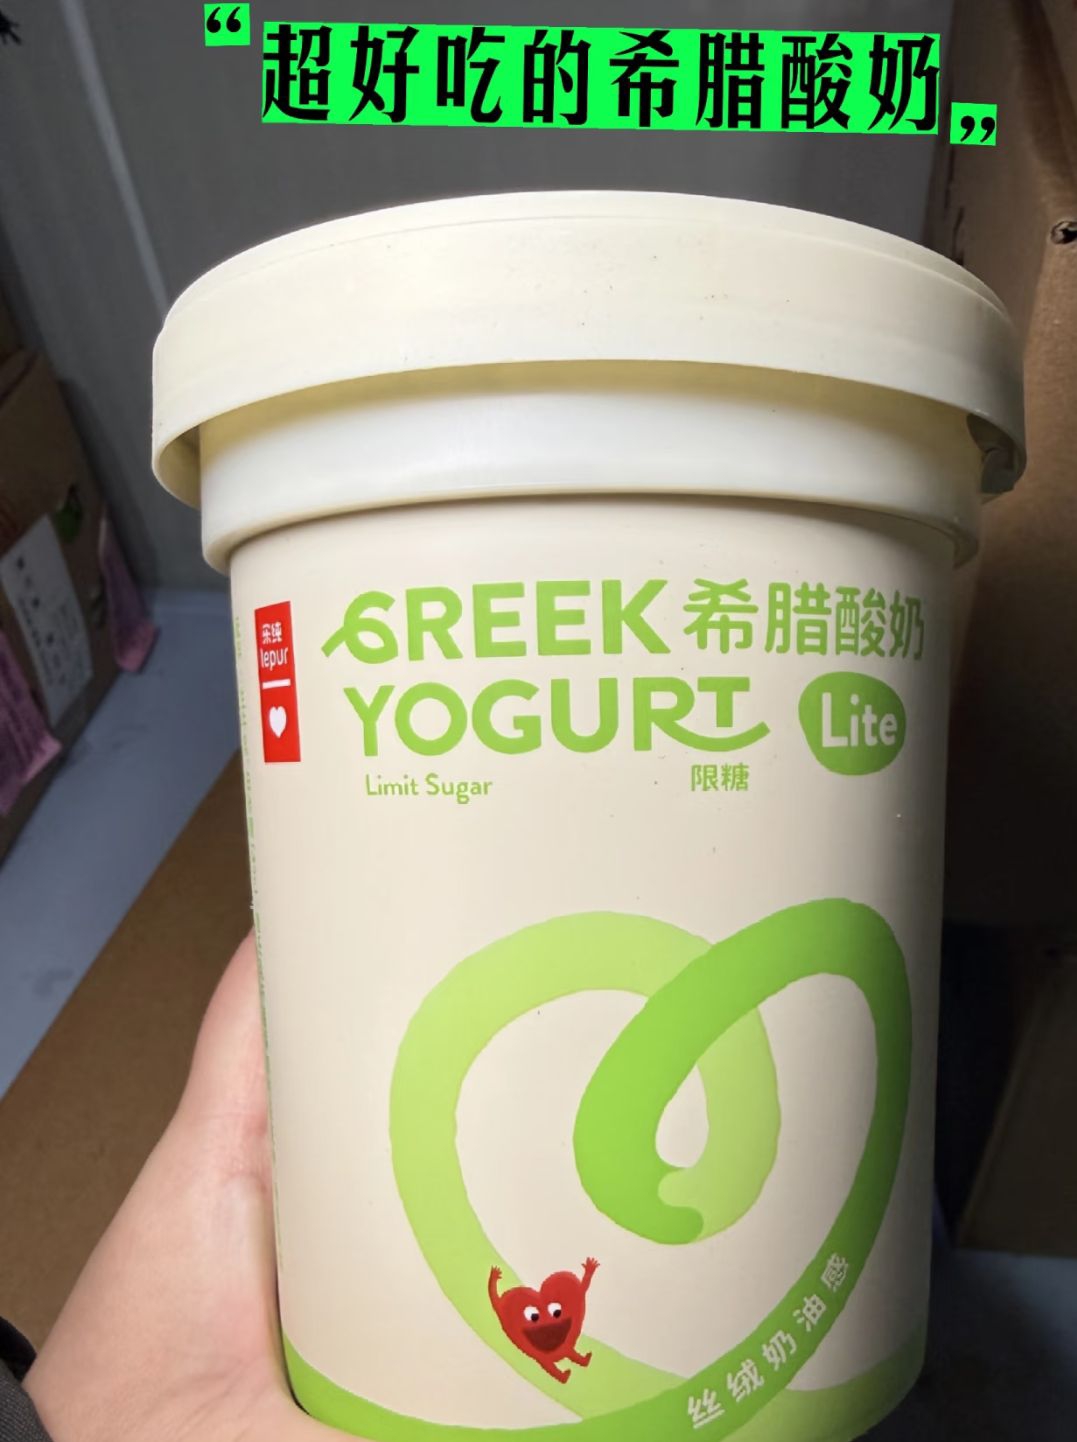 “超好吃的希腊酸奶”
乐纯
lepur
GREEK 希腊酸奶
YOGURT Lite
Limit Sugar 限糖
丝绒奶油感